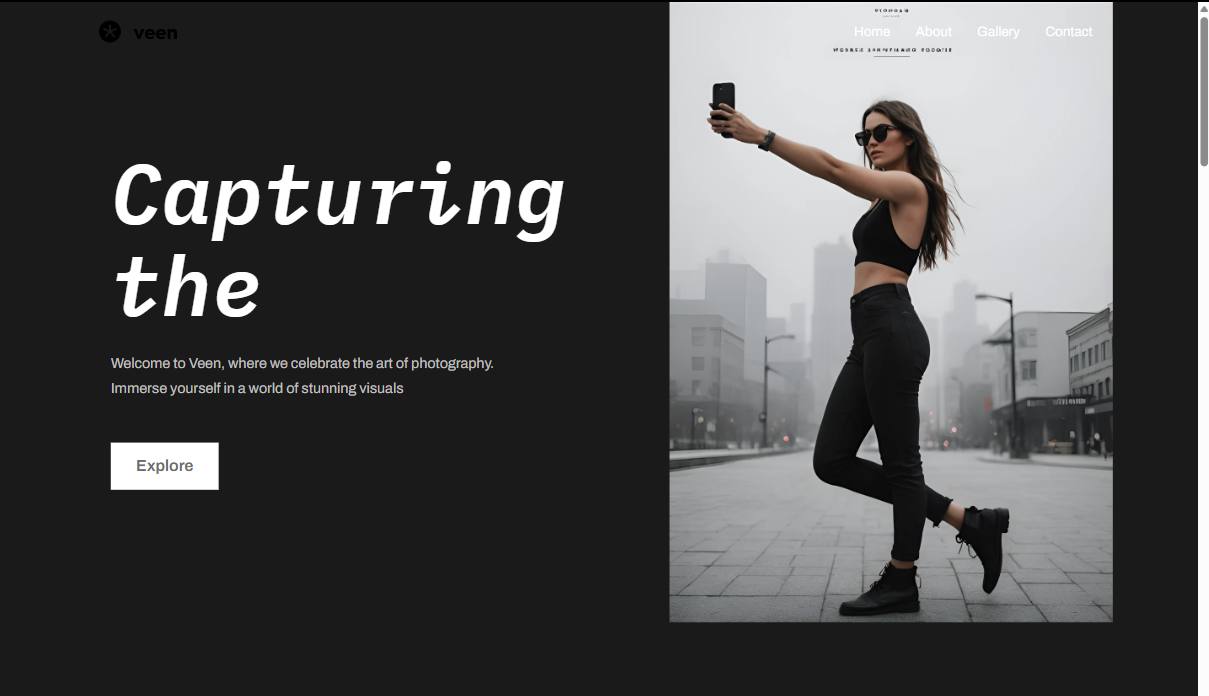 veen
Home About Gallery Contact
Capturing
the
Welcome to Veen, where we celebrate the art of photography.
Immerse yourself in a world of stunning visuals
Explore